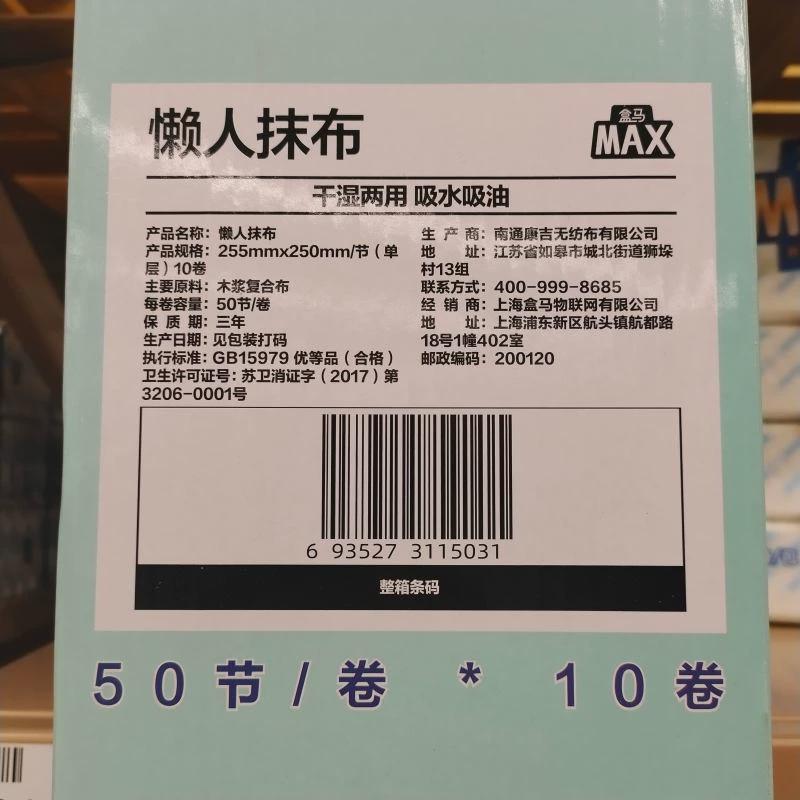 懒人抹布
盒马
MAX
干湿两用 吸水吸油
产品名称：懒人抹布
产品规格：255mmx250mm/节（单
层）10卷
主要原料：木浆复合布
每卷容量：50节/卷
保 质 期：三年
生产日期：见包装打码
执行标准：GB15979 优等品（合格）
卫生许可证号：苏卫消证字（2017）第
3206-0001号
生 产 商：南通康吉无纺布有限公司
地 址：江苏省如皋市城北街道狮垛
村13组
联系方式：400-999-8685
经 销 商：上海盒马物联网有限公司
地 址：上海浦东新区航头镇航都路
18号1幢402室
邮政编码：200120
6 93527 3115031
整箱条码
50节/卷 * 10卷